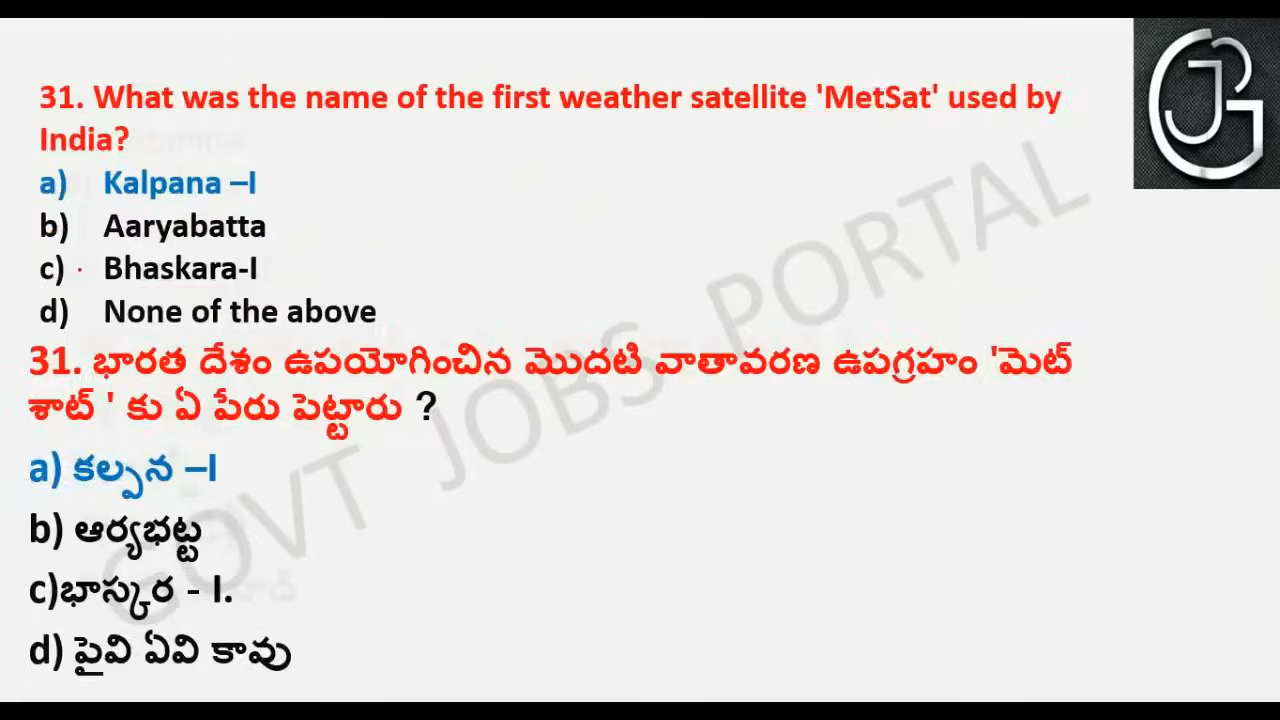 31. What was the name of the first weather satellite 'MetSat' used by
India?
a) Kalpana –I
b) Aaryabatta
c) Bhaskara-I
d) None of the above
31. భారత దేశం ఉపయోగించిన మొదటి వాతావరణ ఉపగ్రహం 'మెట్
శాట్ ' కు ఏ పేరు పెట్టారు ?
a) కల్పన –I
b) ఆర్యభట్ట
c)భాస్కర - I.
d) పైవి ఏవి కావు
GOVT JOBS PORTAL
GJP